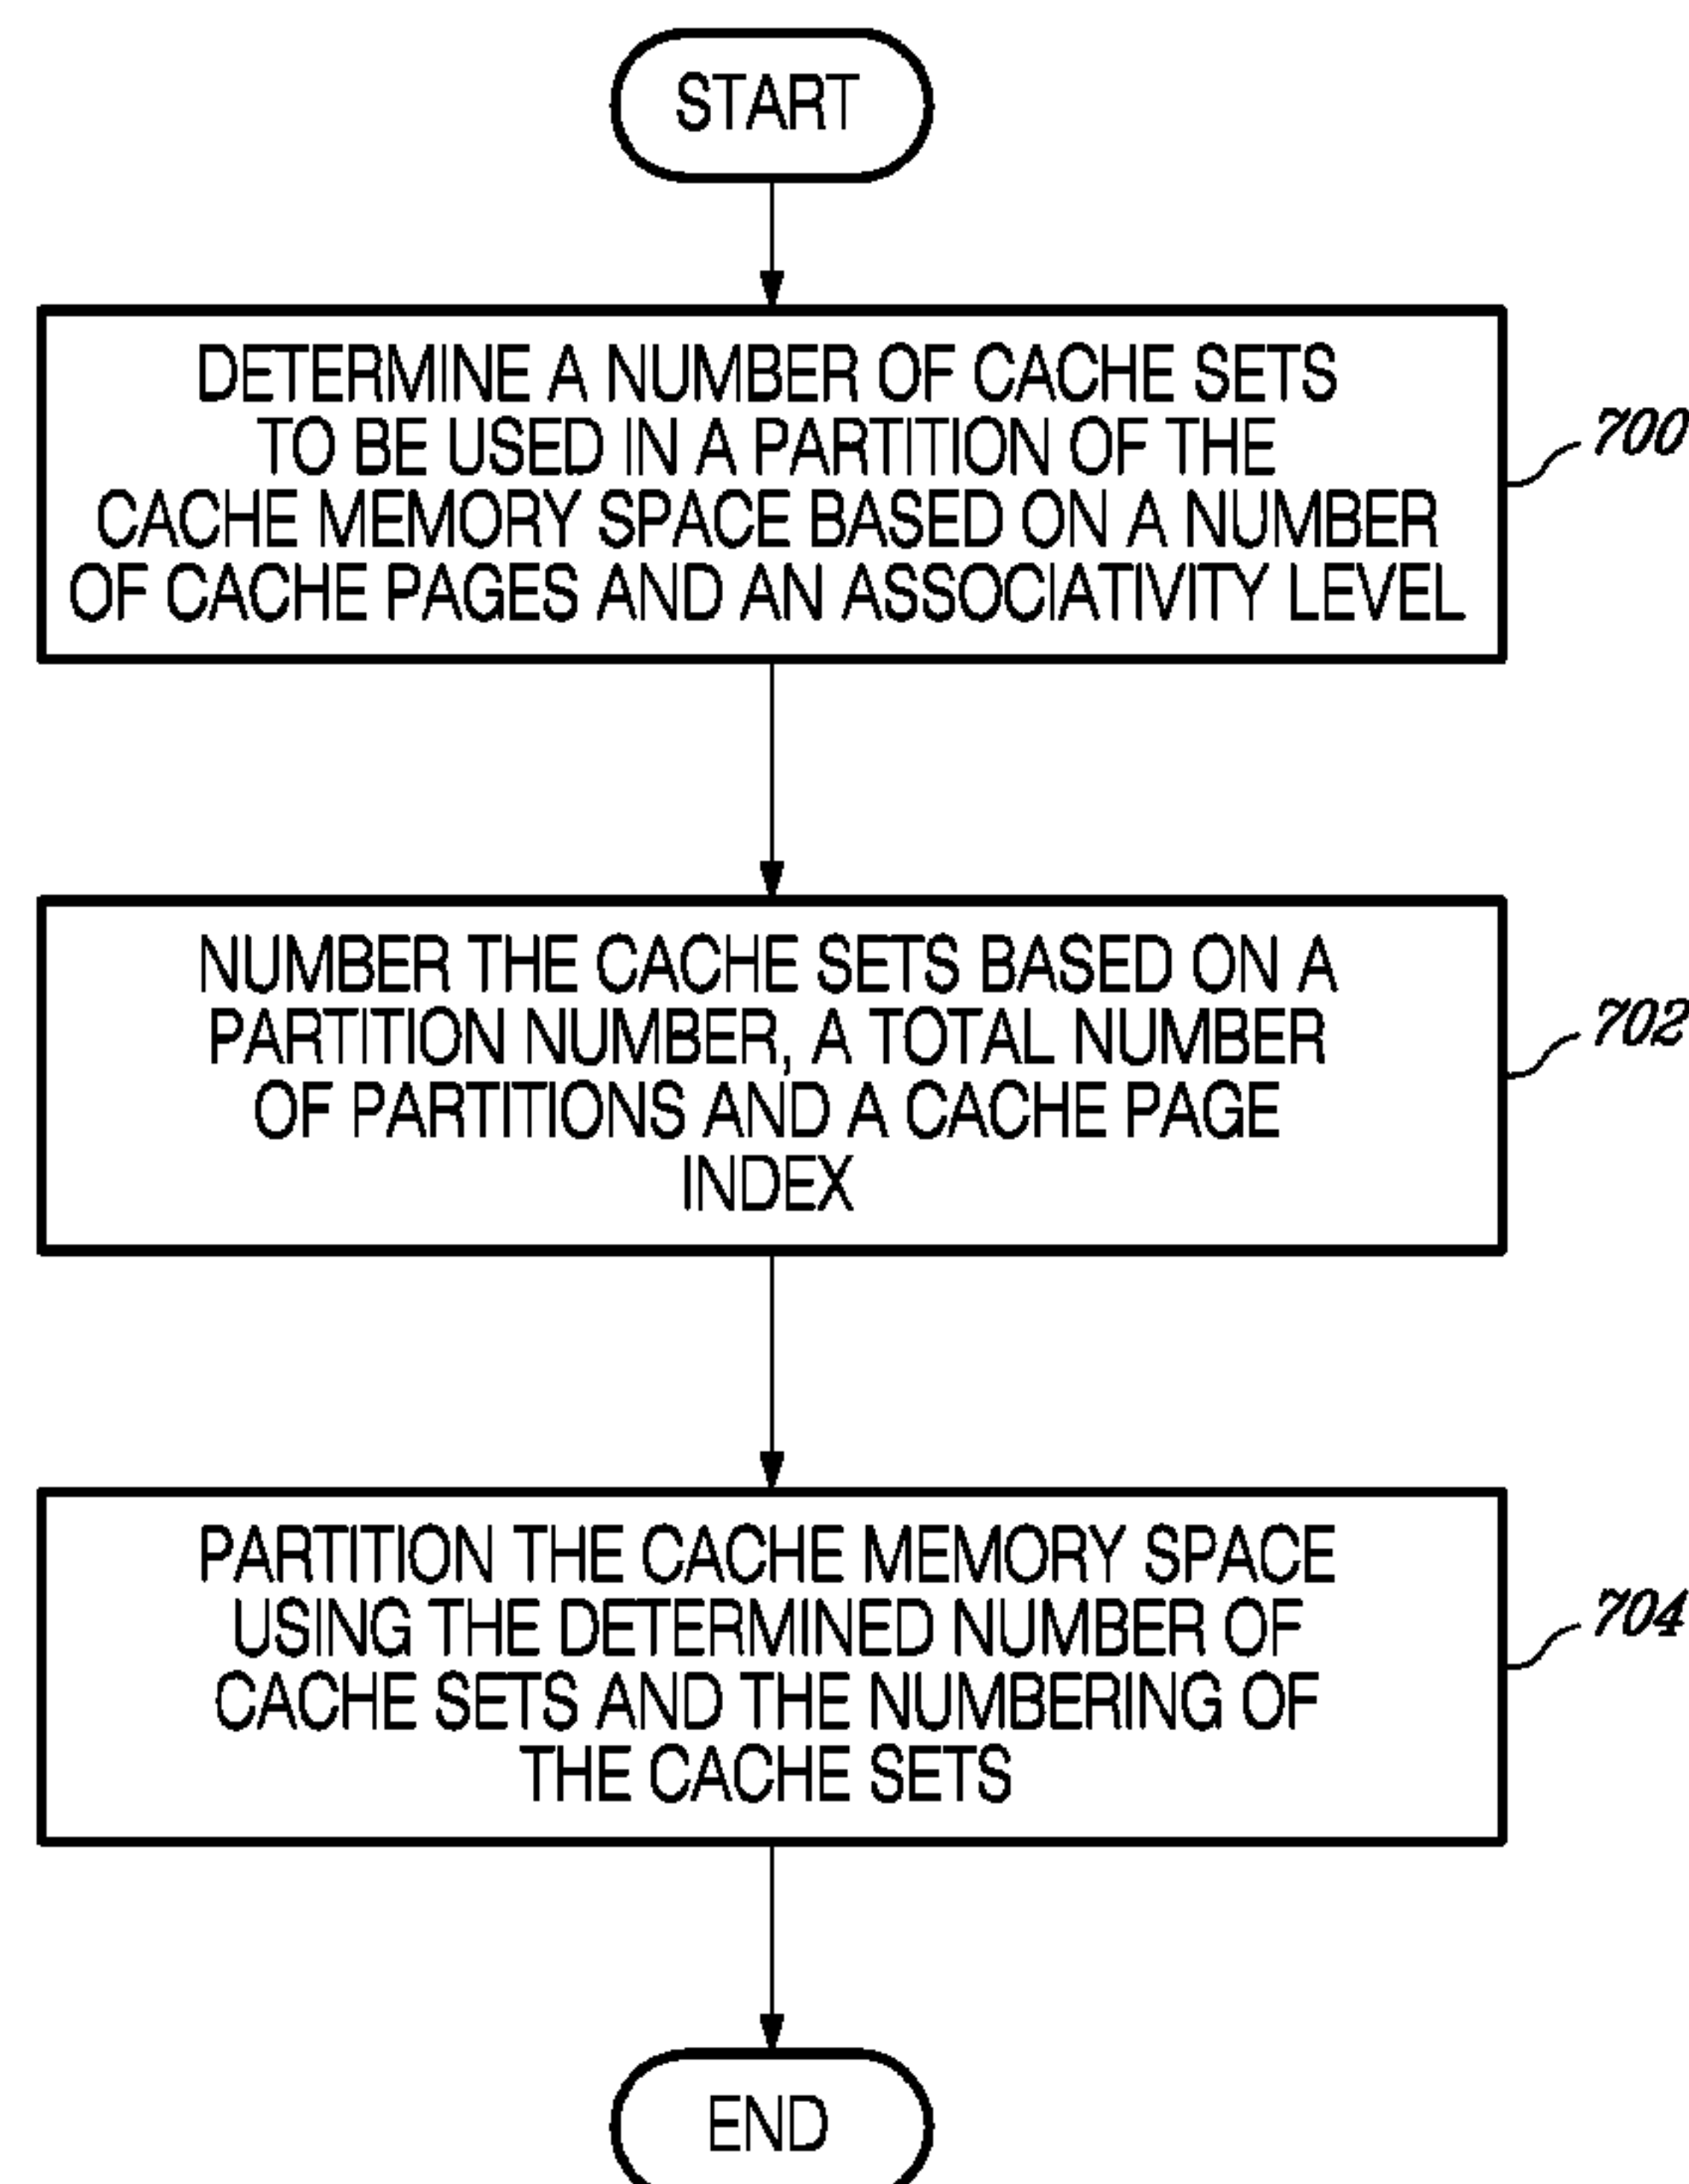 START
DETERMINE A NUMBER OF CACHE SETS
TO BE USED IN A PARTITION OF THE
CACHE MEMORY SPACE BASED ON A NUMBER
OF CACHE PAGES AND AN ASSOCIATIVITY LEVEL
700
NUMBER THE CACHE SETS BASED ON A
PARTITION NUMBER, A TOTAL NUMBER
OF PARTITIONS AND A CACHE PAGE
INDEX
702
PARTITION THE CACHE MEMORY SPACE
USING THE DETERMINED NUMBER OF
CACHE SETS AND THE NUMBERING OF
THE CACHE SETS
704
END